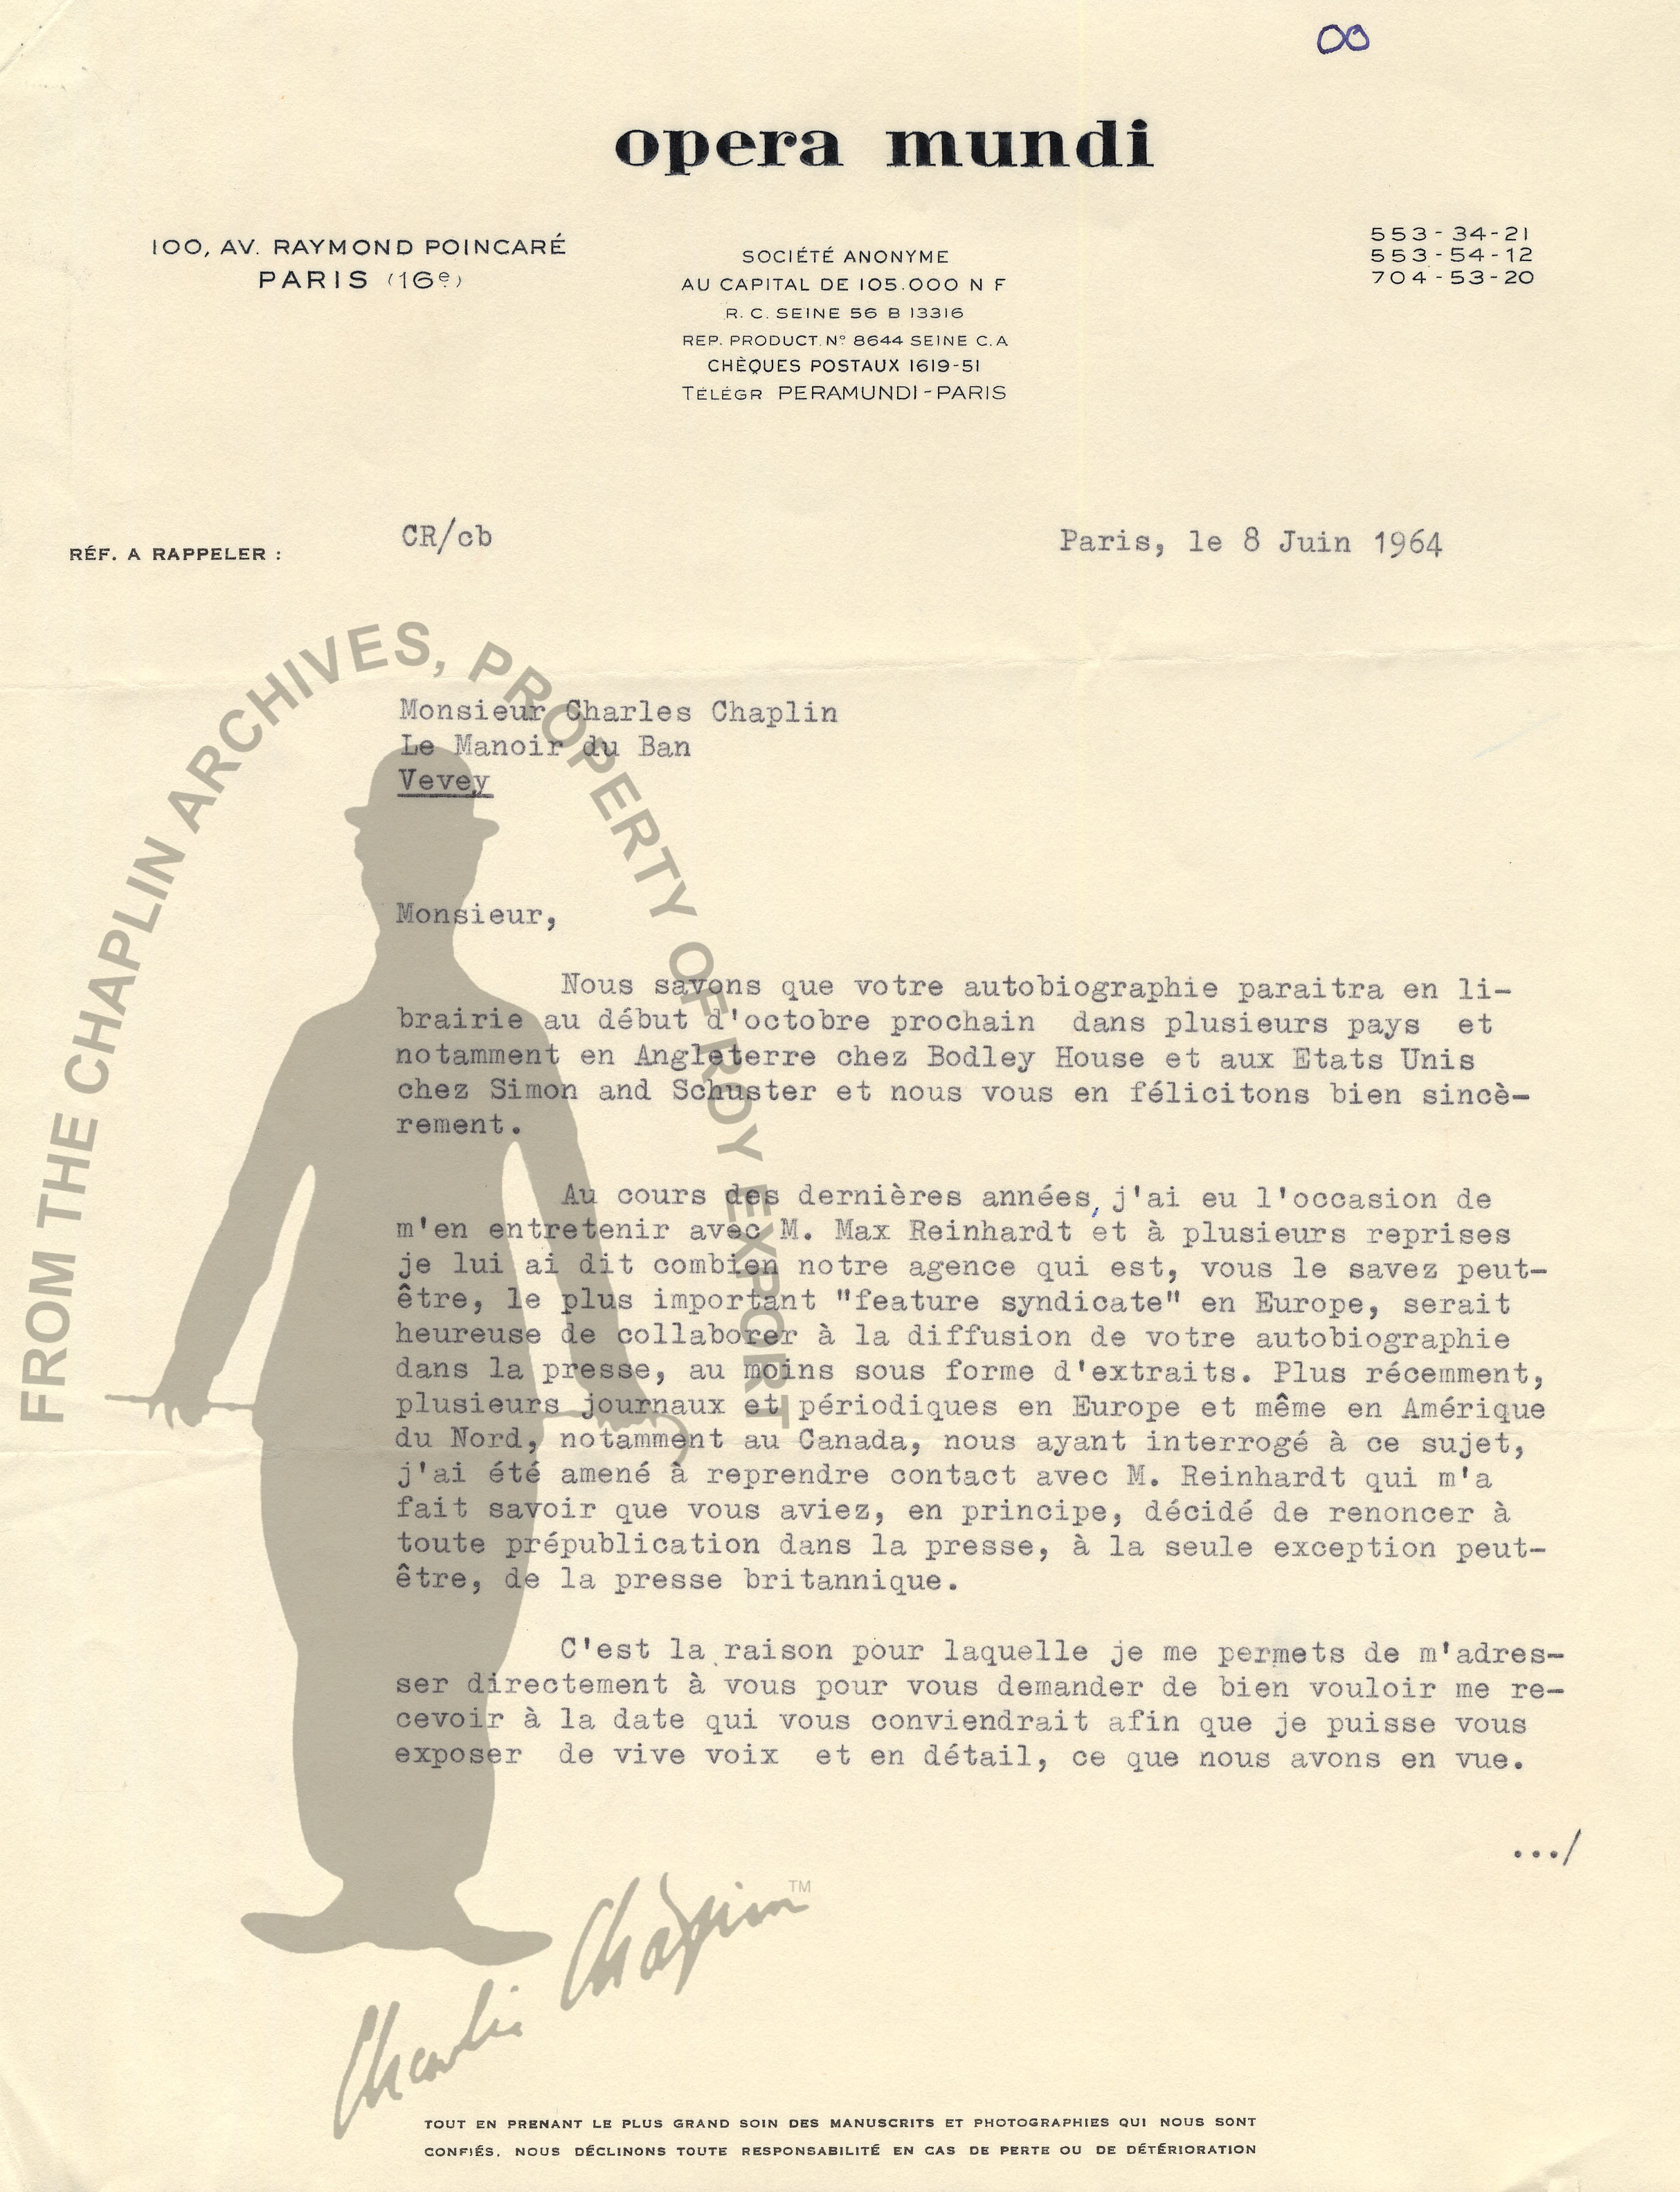 00
opera mundi
100, AV. RAYMOND POINCARÉ
PARIS (16e)
SOCIÉTÉ ANONYME
AU CAPITAL DE 105.000 N F
R. C. SEINE 56 B 13316
REP. PRODUCT. Nº 8644 SEINE C.A
CHÈQUES POSTAUX 1619-51
TÉLÉGR PERAMUNDI-PARIS
553-34-21
553-54-12
704-53-20
RÉF. A RAPPELER : CR/cb
Paris, le 8 Juin 1964
FROM THE CHAPLIN ARCHIVES, PROPERTY OF ROY EXPORT
Monsieur Charles Chaplin
Le Manoir du Ban
Vevey
Monsieur,
Nous savons que votre autobiographie paraitra en li-
brairie au début d'octobre prochain dans plusieurs pays et
notamment en Angleterre chez Bodley House et aux Etats Unis
chez Simon and Schuster et nous vous en félicitons bien sincè-
rement.
Au cours des dernières années, j'ai eu l'occasion de
m'en entretenir avec M. Max Reinhardt et à plusieurs reprises
je lui ai dit combien notre agence qui est, vous le savez peut-
être, le plus important "feature syndicate" en Europe, serait
heureuse de collaborer à la diffusion de votre autobiographie
dans la presse, au moins sous forme d'extraits. Plus récemment,
plusieurs journaux et périodiques en Europe et même en Amérique
du Nord, notamment au Canada, nous ayant interrogé à ce sujet,
j'ai été amené à reprendre contact avec M. Reinhardt qui m'a
fait savoir que vous aviez, en principe, décidé de renoncer à
toute prépublication dans la presse, à la seule exception peut-
être, de la presse britannique.
C'est la raison pour laquelle je me permets de m'adres-
ser directement à vous pour vous demander de bien vouloir me re-
cevoir à la date qui vous conviendrait afin que je puisse vous
exposer de vive voix et en détail, ce que nous avons en vue.
.../
Charlie Chaplin TM
TOUT EN PRENANT LE PLUS GRAND SOIN DES MANUSCRITS ET PHOTOGRAPHIES QUI NOUS SONT
CONFIÉS, NOUS DÉCLINONS TOUTE RESPONSABILITÉ EN CAS DE PERTE OU DE DÉTÉRIORATION